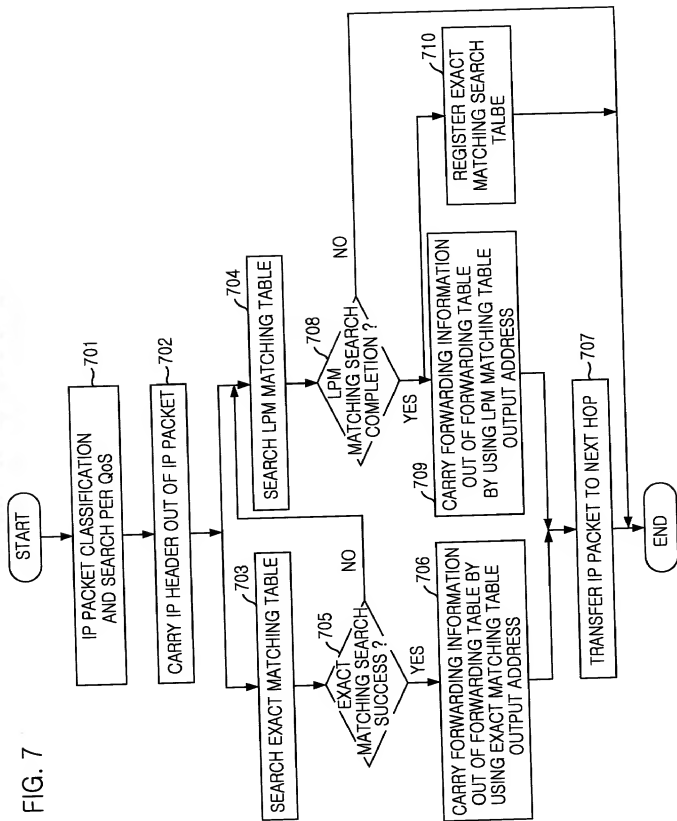 FIG. 7
START
701
IP PACKET CLASSIFICATION
AND SEARCH PER QoS
702
CARRY IP HEADER OUT OF IP PACKET
703
SEARCH EXACT MATCHING TABLE
704
SEARCH LPM MATCHING TABLE
705
EXACT
MATCHING SEARCH
SUCCESS ?
NO
YES
708
LPM
MATCHING SEARCH
COMPLETION ?
NO
YES
706
CARRY FORWARDING INFORMATION
OUT OF FORWARDING TABLE BY
USING EXACT MATCHING TABLE
OUTPUT ADDRESS
709
CARRY FORWARDING INFORMATION
OUT OF FORWARDING TABLE
BY USING LPM MATCHING TABLE
OUTPUT ADDRESS
710
REGISTER EXACT
MATCHING SEARCH
TALBE
707
TRANSFER IP PACKET TO NEXT HOP
END